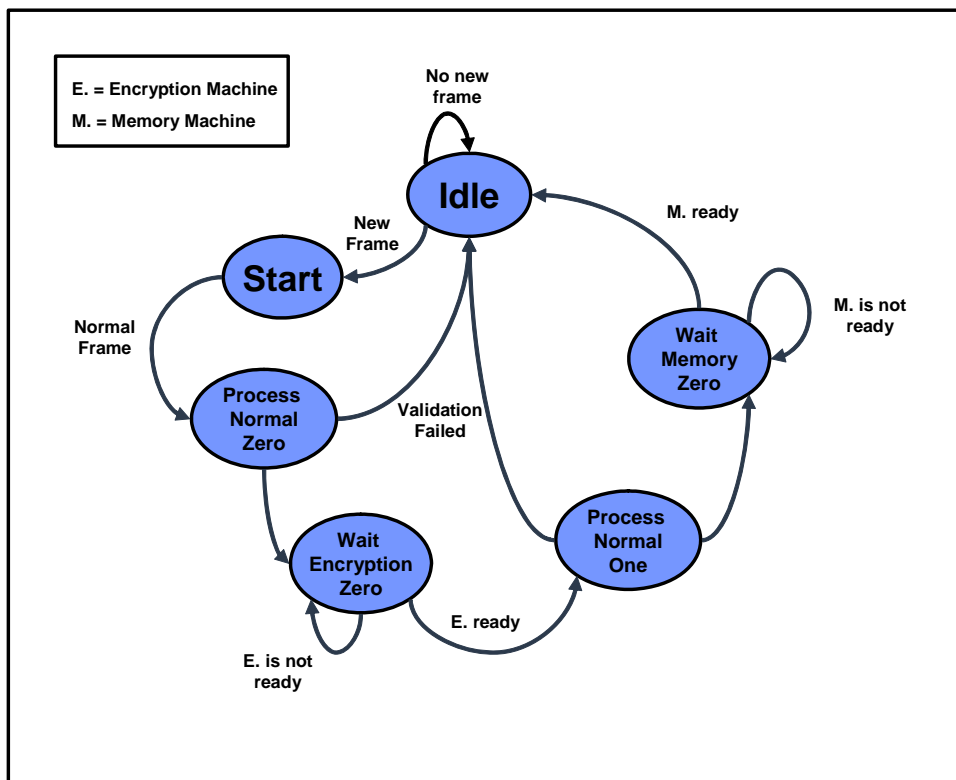 E. = Encryption Machine
M. = Memory Machine
No new
frame
Idle
M. ready
New
Frame
Start
M. is not
ready
Normal
Frame
Wait
Memory
Zero
Process
Normal
Zero
Validation
Failed
Process
Normal
One
Wait
Encryption
Zero
E. ready
E. is not
ready